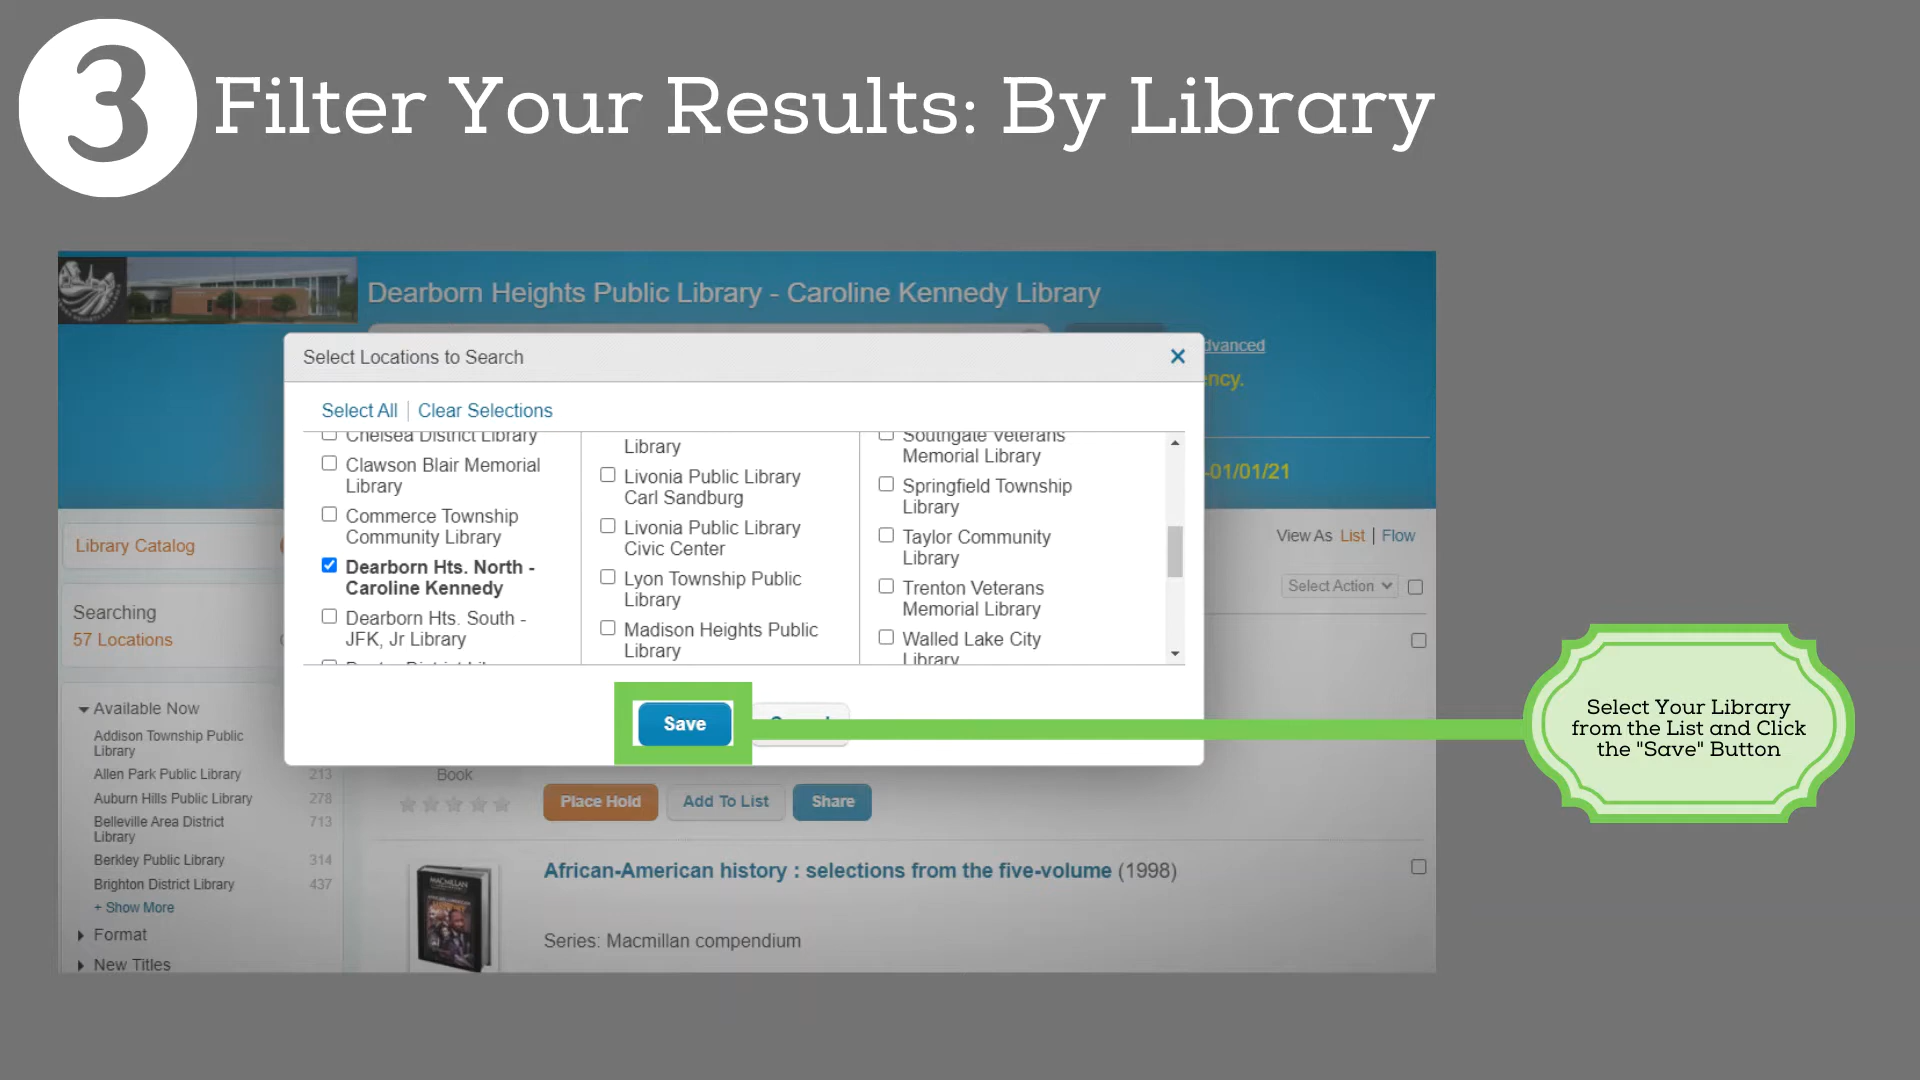 3 Filter Your Results: By Library
Dearborn Heights Public Library - Caroline Kennedy Library
Select Locations to Search
dvanced
ncy.
Select All | Clear Selections
-01/01/21
Chelsea District Library
Clawson Blair Memorial
Library
Commerce Township
Community Library
Dearborn Hts. North -
Caroline Kennedy
Dearborn Hts. South -
JFK, Jr Library
Library
Livonia Public Library
Carl Sandburg
Livonia Public Library
Civic Center
Lyon Township Public
Library
Madison Heights Public
Library
Southgate Veterans
Memorial Library
Springfield Township
Library
Taylor Community
Library
Trenton Veterans
Memorial Library
Walled Lake City
Library
Save
Library Catalog
Searching
57 Locations
View As List | Flow
Select Action
Available Now
Addison Township Public
Library
Allen Park Public Library 213
Auburn Hills Public Library 278
Belleville Area District 713
Library
Berkley Public Library 314
Brighton District Library 437
+ Show More
Format
New Titles
Book
Place Hold Add To List Share
African-American history : selections from the five-volume (1998)
MACMILLAN
Series: Macmillan compendium
Select Your Library
from the List and Click
the "Save" Button